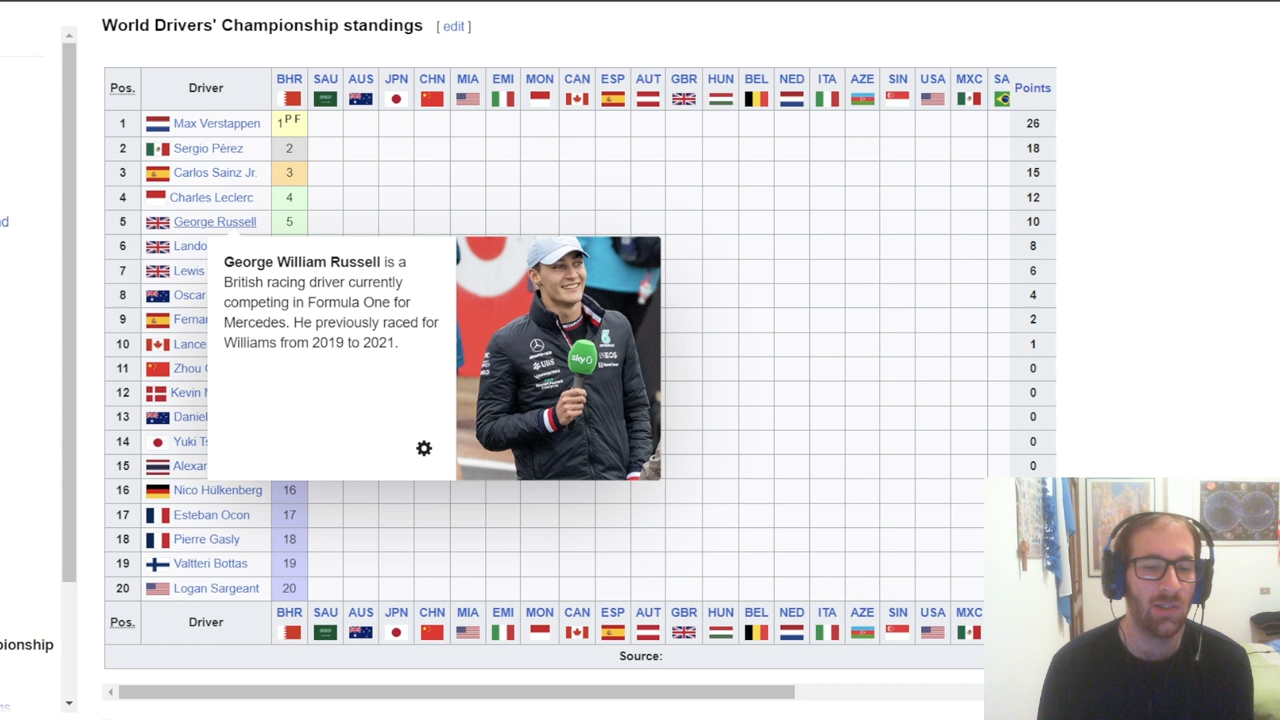 World Drivers' Championship standings [ edit ]
Pos. Driver BHR SAU AUS JPN CHN MIA EMI MON CAN ESP AUT GBR HUN BEL NED ITA AZE SIN USA MXC SA Points
1 Max Verstappen 1 P F 26
2 Sergio Pérez 2 18
3 Carlos Sainz Jr. 3 15
4 Charles Leclerc 4 12
5 George Russell 5 10
6 Lando 8
7 Lewis 6
8 Oscar 4
9 Fernar 2
10 Lance 1
11 Zhou 0
12 Kevin 0
13 Daniel 0
14 Yuki Ts 0
15 Alexar 0
George William Russell is a
British racing driver currently
competing in Formula One for
Mercedes. He previously raced for
Williams from 2019 to 2021.
UBS
INEOS
sky
16 Nico Hülkenberg 16
17 Esteban Ocon 17
18 Pierre Gasly 18
19 Valtteri Bottas 19
20 Logan Sargeant 20
Pos. Driver BHR SAU AUS JPN CHN MIA EMI MON CAN ESP AUT GBR HUN BEL NED ITA AZE SIN USA MXC
Source:
nd
pionship